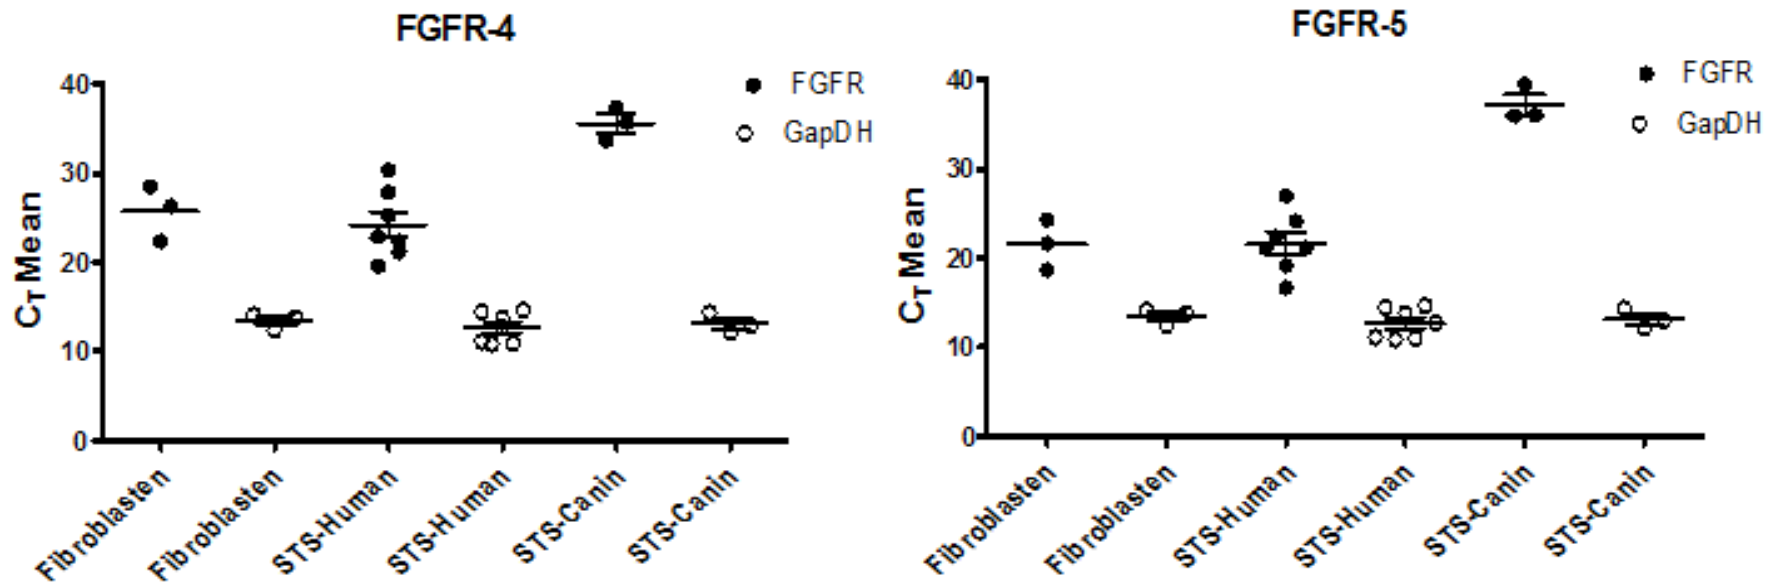 FGFR-4
40
30
20
10
0
C_T Mean
FGFR
GapDH
Fibroblasten
Fibroblasten
STS-Human
STS-Human
STS-Canin
STS-Canin
FGFR-5
40
30
20
10
0
C_T Mean
FGFR
GapDH
Fibroblasten
Fibroblasten
STS-Human
STS-Human
STS-Canin
STS-Canin